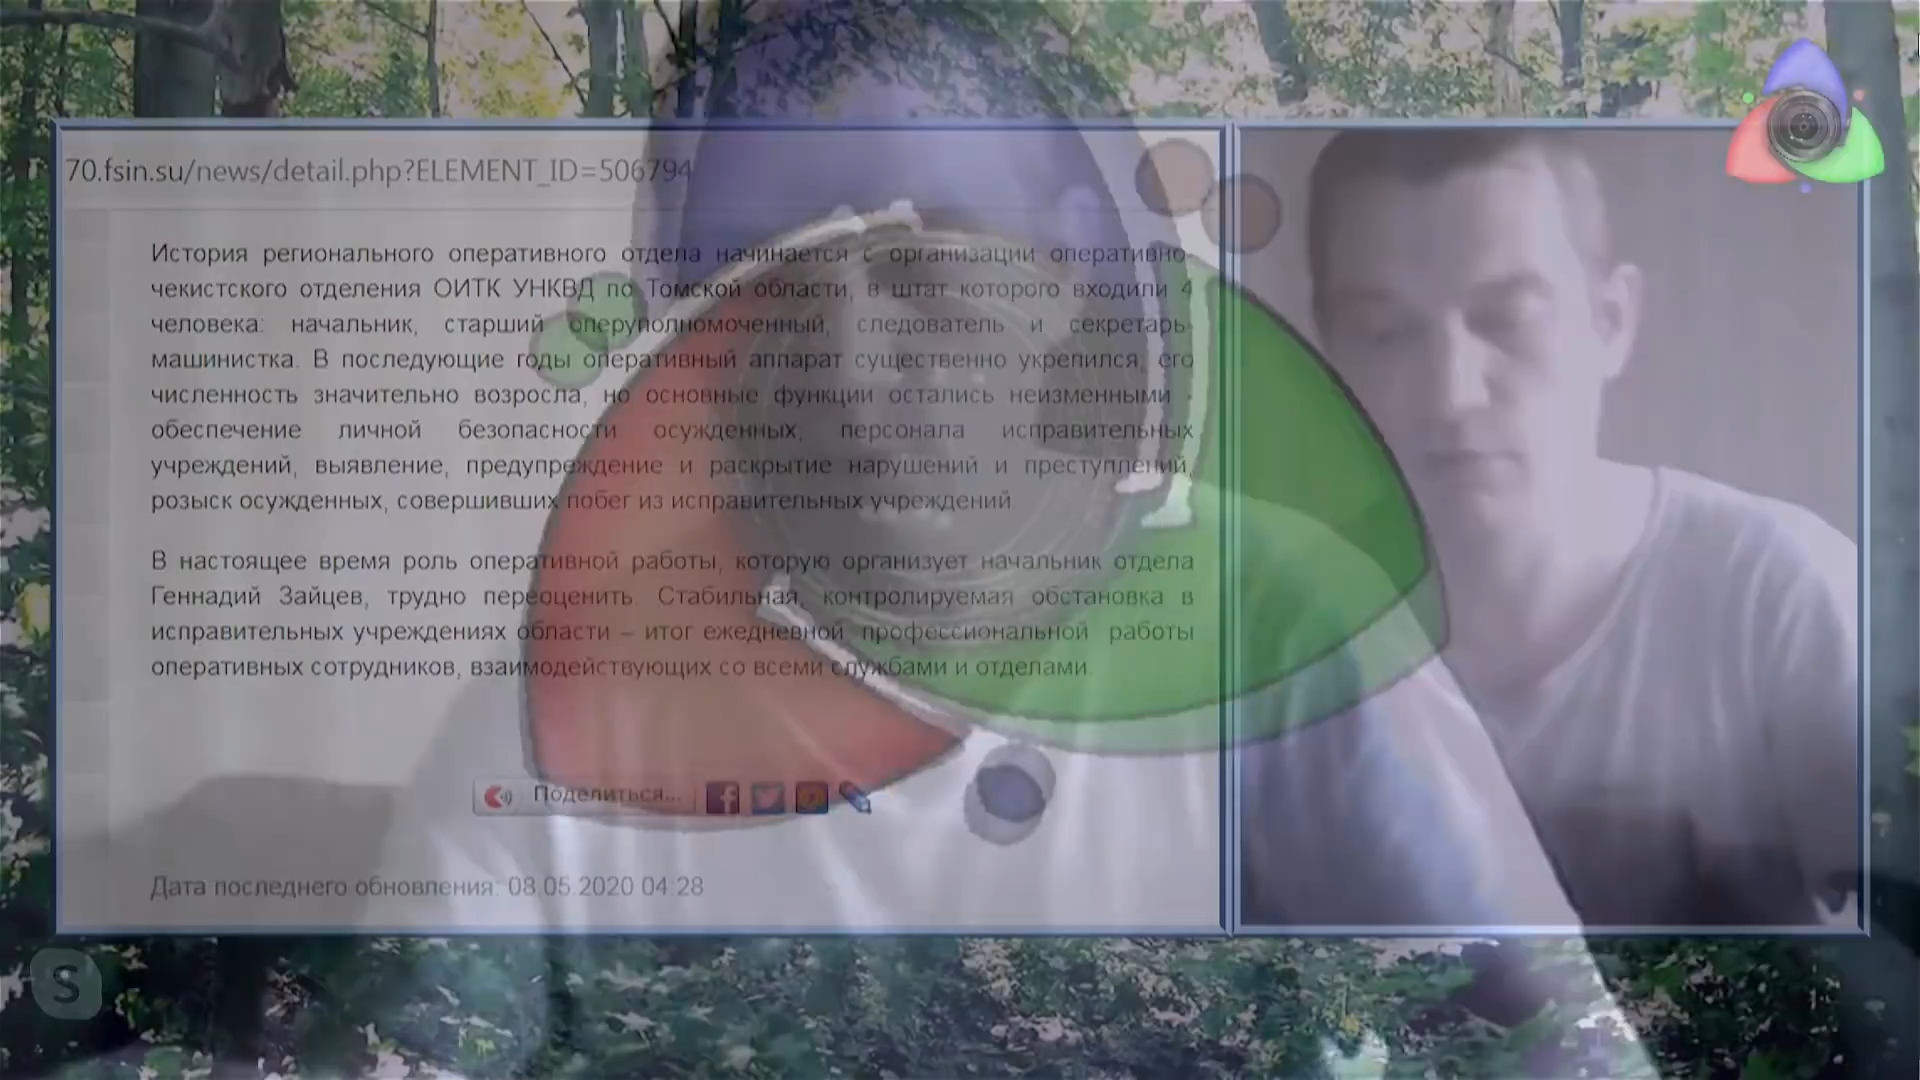 70.fsin.su/news/detail.php?ELEMENT_ID=506794
История регионального оперативного отдела начинается с организации оперативно-
чекистского отделения ОИТК УНКВД по Томской области, в штат которого входили 4
человека: начальник, старший оперуполномоченный, следователь и секретарь-
машинистка. В последующие годы оперативный аппарат существенно укрепился, его
численность значительно возросла, но основные функции остались неизменными -
обеспечение личной безопасности осужденных, персонала исправительных
учреждений, выявление, предупреждение и раскрытие нарушений и преступлений,
розыск осужденных, совершивших побег из исправительных учреждений
В настоящее время роль оперативной работы, которую организует начальник отдела
Геннадий Зайцев, трудно переоценить. Стабильная, контролируемая обстановка в
исправительных учреждениях области – итог ежедневной профессиональной работы
оперативных сотрудников, взаимодействующих со всеми службами и отделами.
Поделиться...
Дата последнего обновления: 08.05.2020 04:28
S